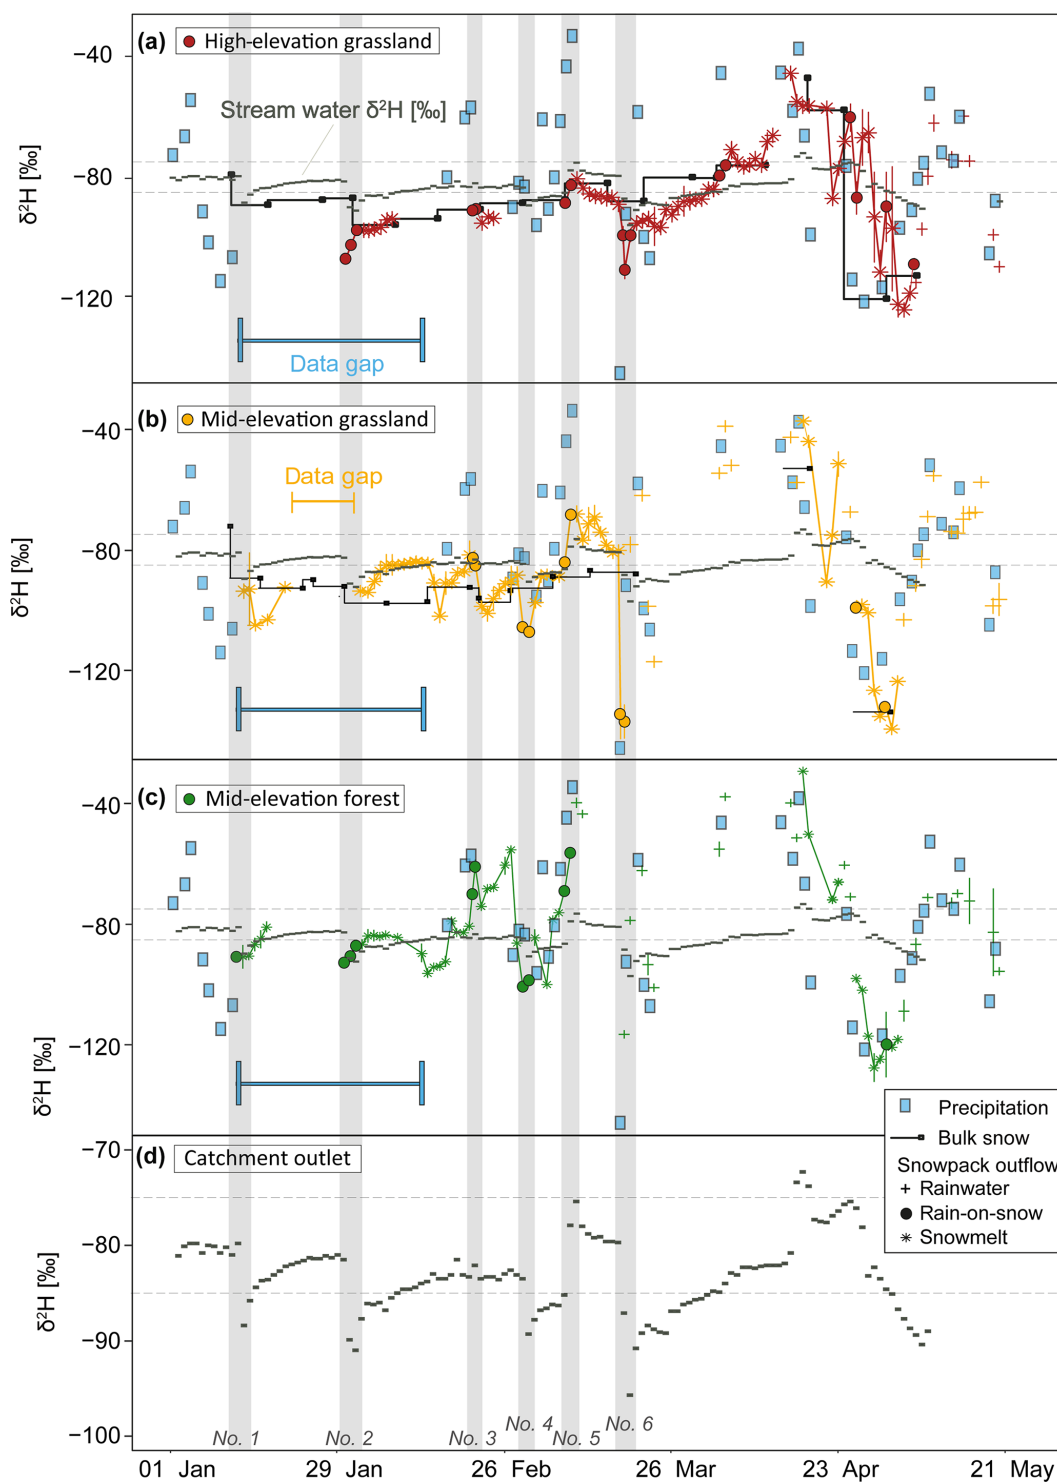 (a) High-elevation grassland
Stream water δ²H [‰]
Data gap
−40
−80
−120
δ²H [‰]
(b) Mid-elevation grassland
Data gap
−40
−80
−120
δ²H [‰]
(c) Mid-elevation forest
−40
−80
−120
δ²H [‰]
Precipitation
Bulk snow
Snowpack outflow
Rainwater
Rain-on-snow
Snowmelt
(d) Catchment outlet
−70
−80
−90
−100
δ²H [‰]
No. 1
No. 2
No. 3
No. 4
No. 5
No. 6
01 Jan
29 Jan
26 Feb
26 Mar
23 Apr
21 May